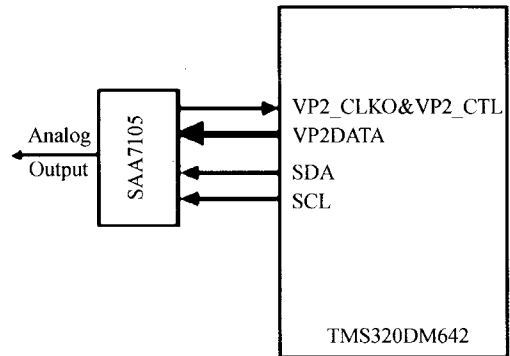 VP2_CLKO&VP2_CTL
Analog
VP2DATA
Output
SAA7105
SDA
SCL
TMS320DM642